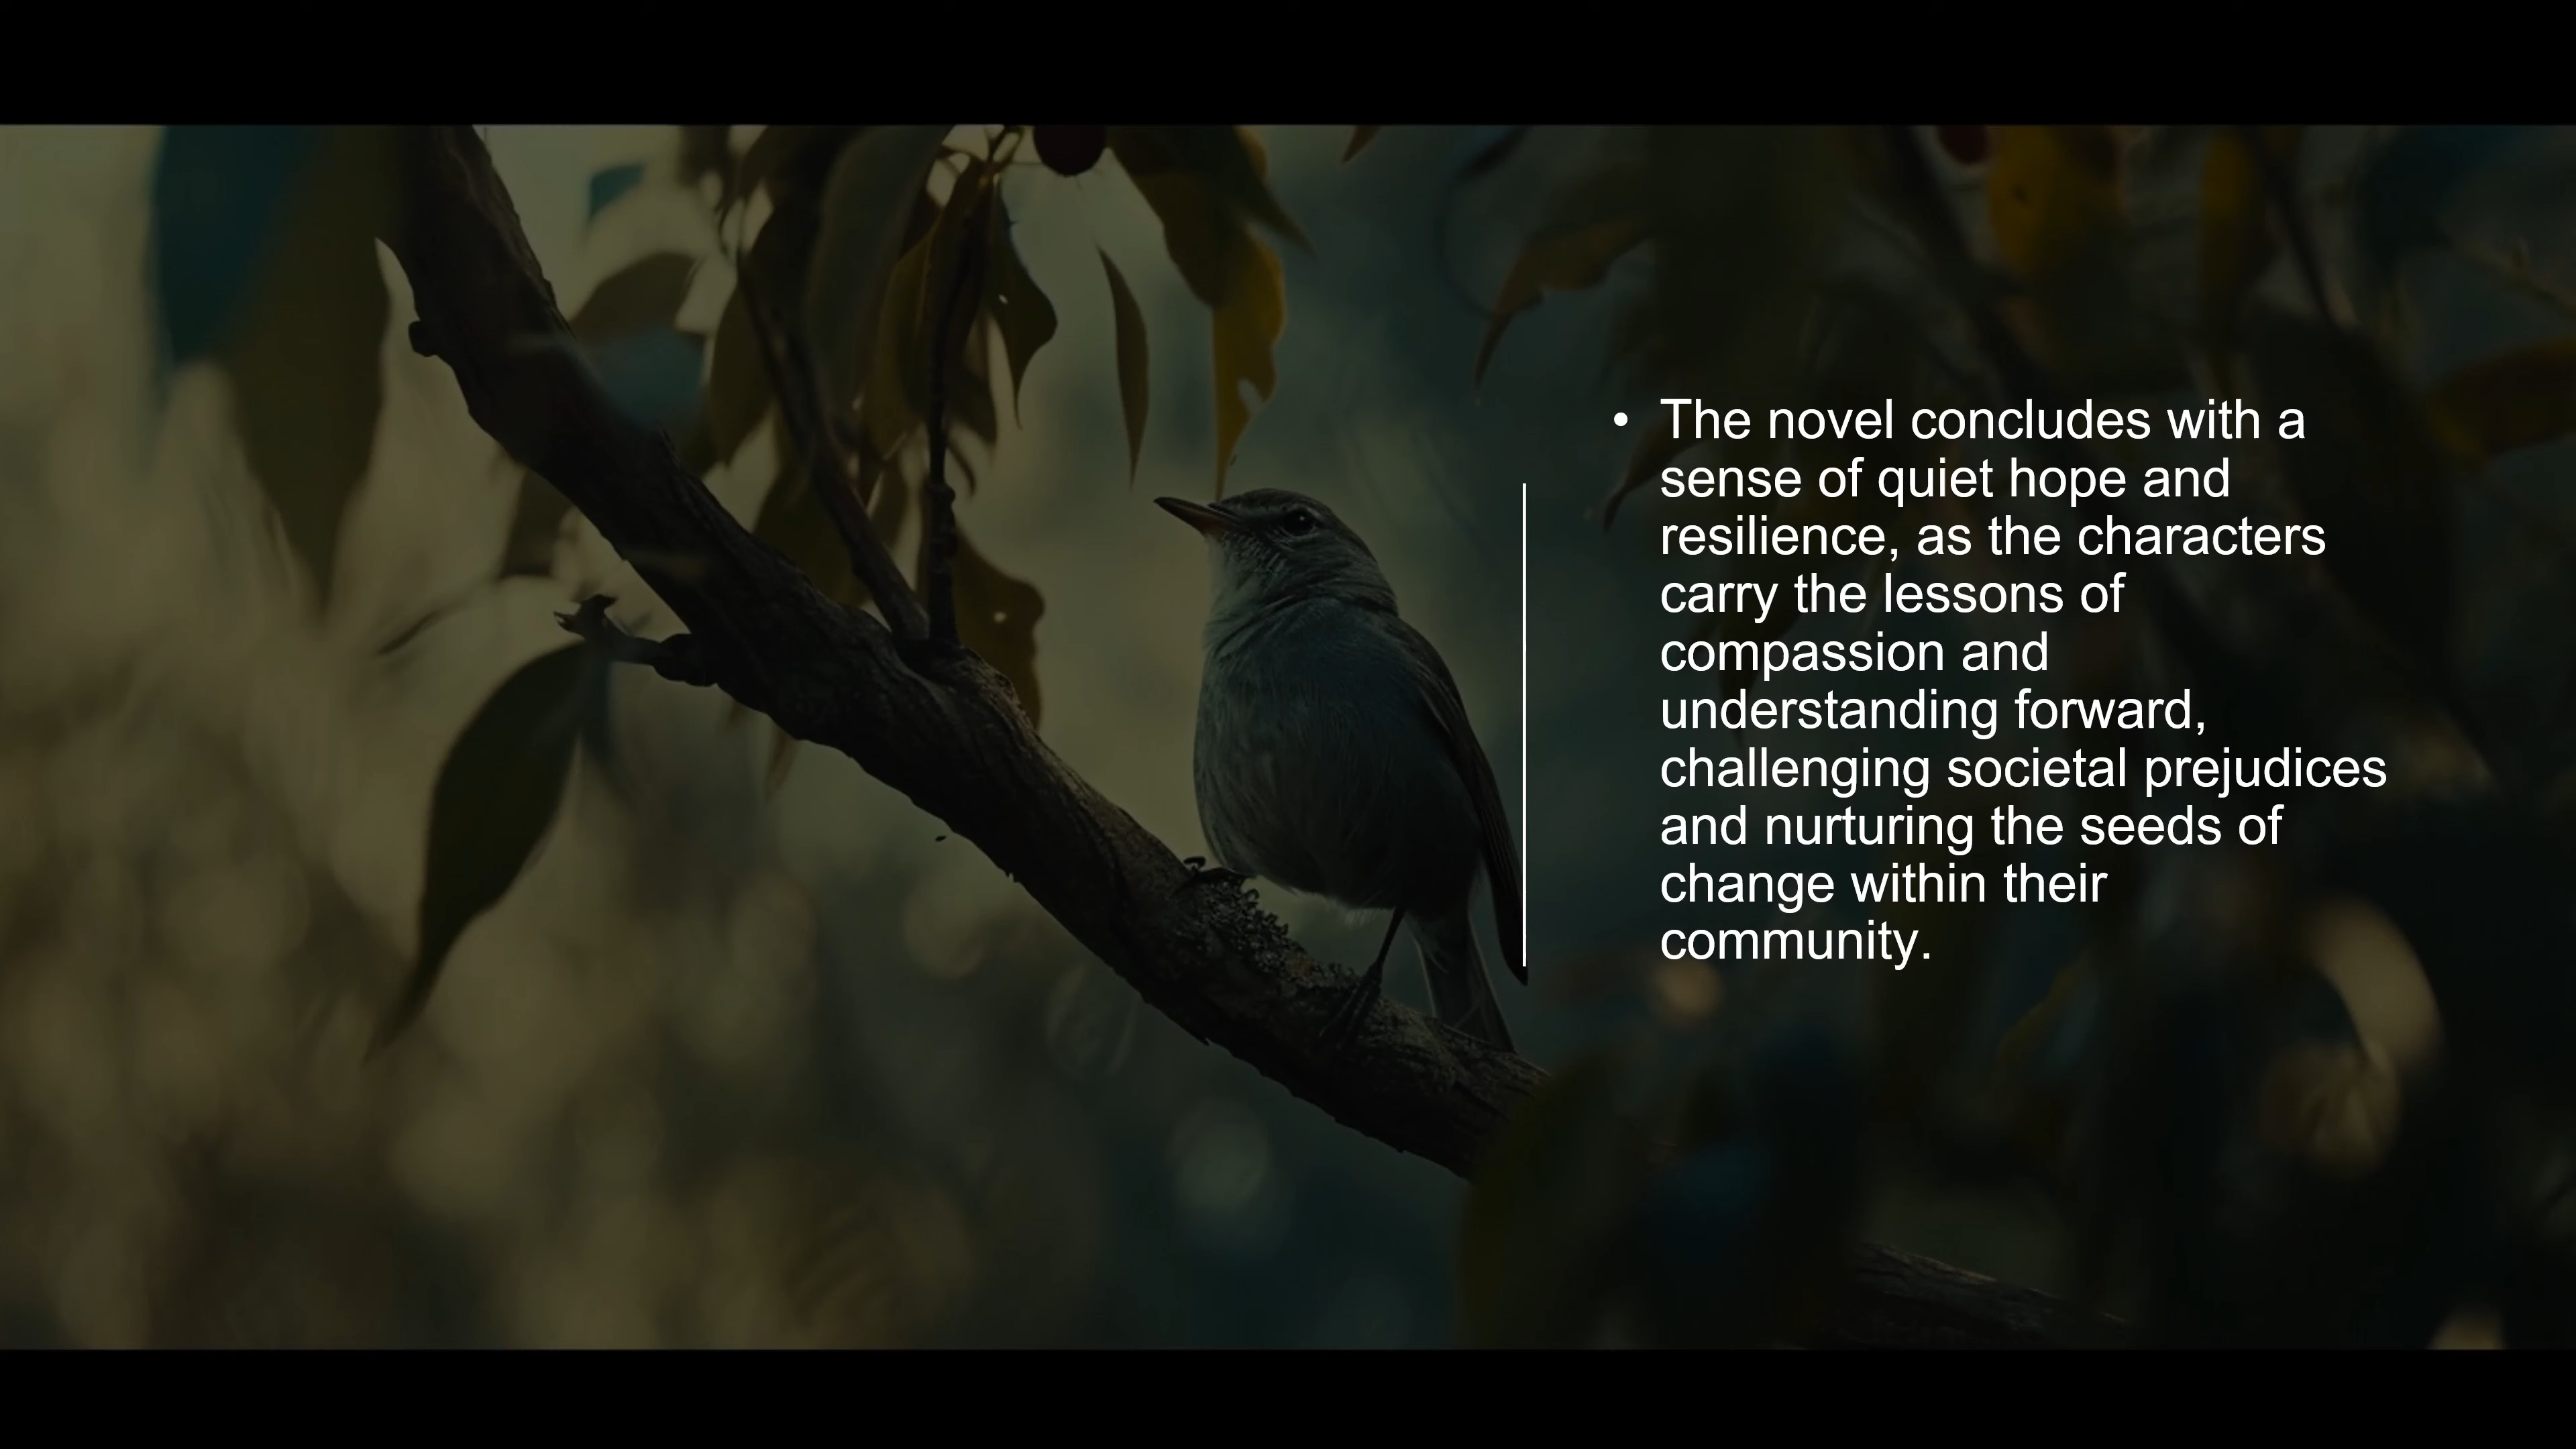 • The novel concludes with a
sense of quiet hope and
resilience, as the characters
carry the lessons of
compassion and
understanding forward,
challenging societal prejudices
and nurturing the seeds of
change within their
community.